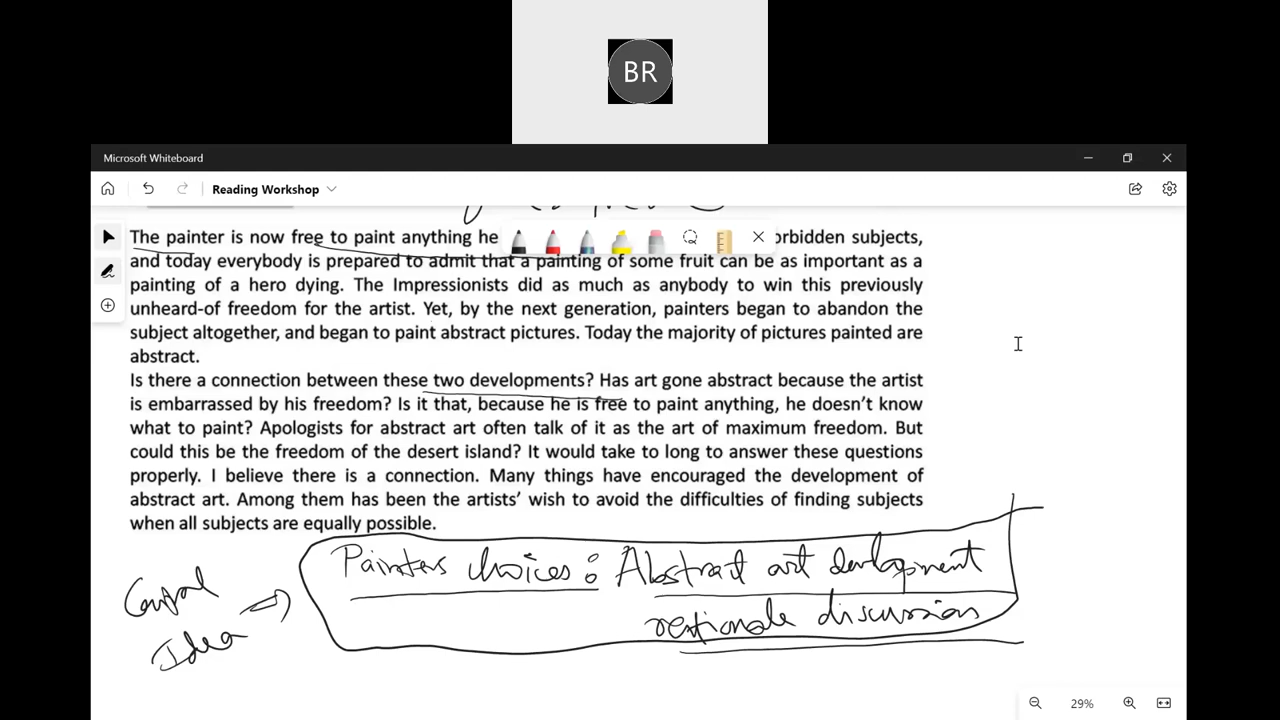 BR
Microsoft Whiteboard
Reading Workshop
The painter is now free to paint anything he orbidden subjects,
and today everybody is prepared to admit that a painting of some fruit can be as important as a
painting of a hero dying. The Impressionists did as much as anybody to win this previously
unheard-of freedom for the artist. Yet, by the next generation, painters began to abandon the
subject altogether, and began to paint abstract pictures. Today the majority of pictures painted are
abstract.
Is there a connection between these two developments? Has art gone abstract because the artist
is embarrassed by his freedom? Is it that, because he is free to paint anything, he doesn't know
what to paint? Apologists for abstract art often talk of it as the art of maximum freedom. But
could this be the freedom of the desert island? It would take to long to answer these questions
properly. I believe there is a connection. Many things have encouraged the development of
abstract art. Among them has been the artists' wish to avoid the difficulties of finding subjects
when all subjects are equally possible.
Painters choices: Abstract art development
rationale discussion
Idea
29%